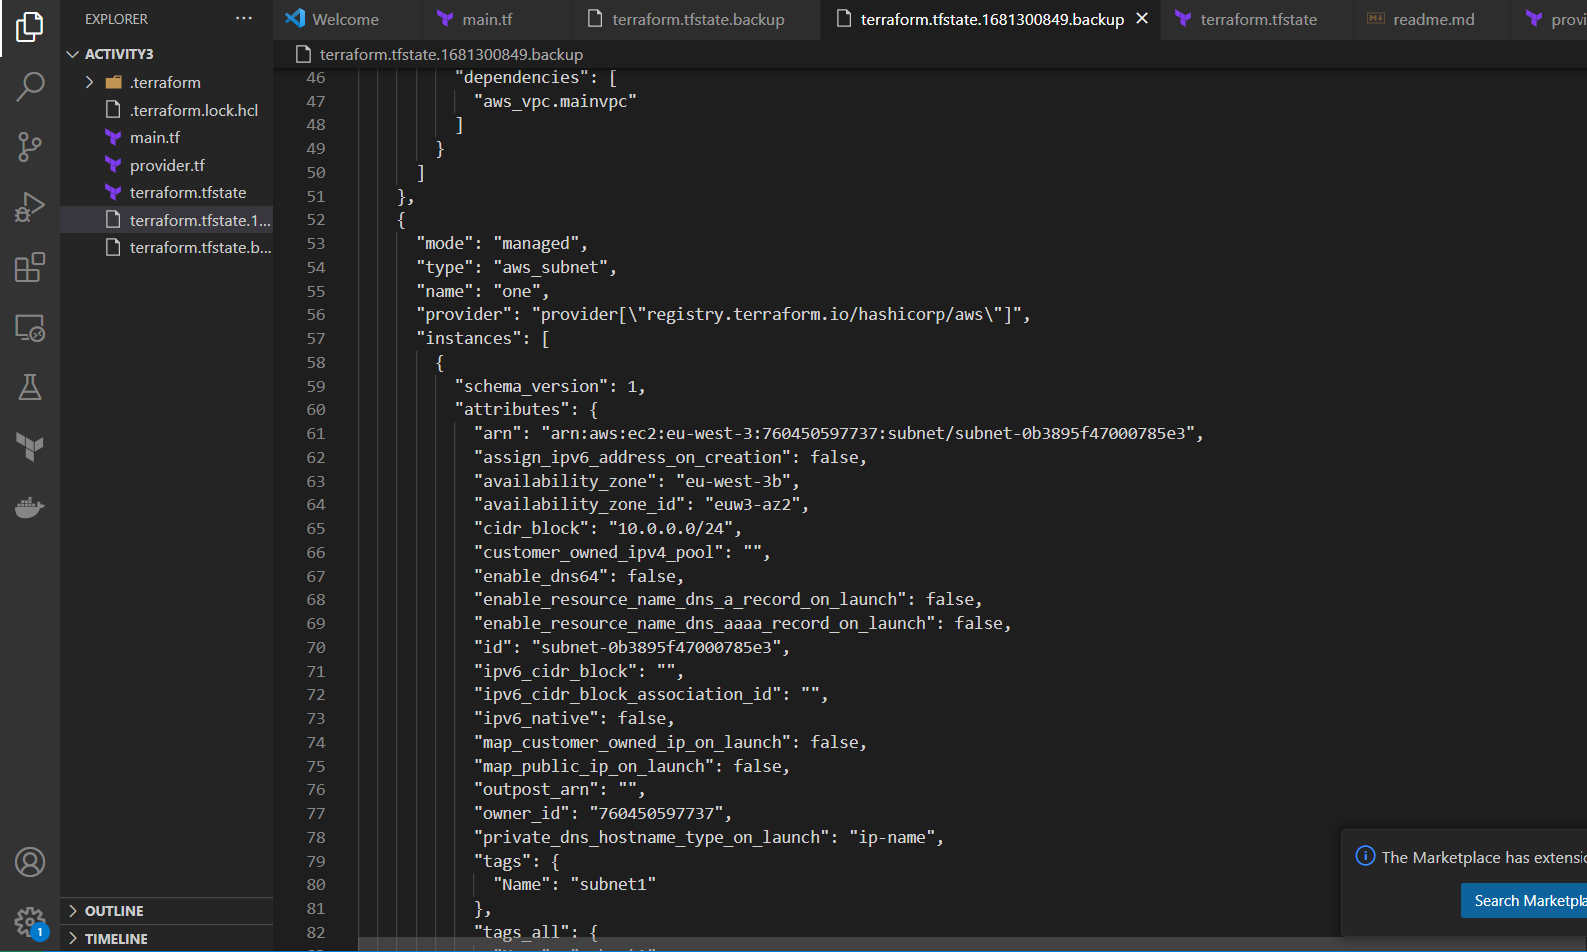 EXPLORER
Welcome
main.tf
terraform.tfstate.backup
terraform.tfstate.1681300849.backup
terraform.tfstate
readme.md
provi
ACTIVITY3
.terraform
.terraform.lock.hcl
main.tf
provider.tf
terraform.tfstate
terraform.tfstate.1...
terraform.tfstate.b...
OUTLINE
TIMELINE
1
terraform.tfstate.1681300849.backup
46 "dependencies": [
47 "aws_vpc.mainvpc"
48 ]
49 }
50 ]
51 },
52 {
53 "mode": "managed",
54 "type": "aws_subnet",
55 "name": "one",
56 "provider": "provider[\"registry.terraform.io/hashicorp/aws\"]",
57 "instances": [
58 {
59 "schema_version": 1,
60 "attributes": {
61 "arn": "arn:aws:ec2:eu-west-3:760450597737:subnet/subnet-0b3895f47000785e3",
62 "assign_ipv6_address_on_creation": false,
63 "availability_zone": "eu-west-3b",
64 "availability_zone_id": "euw3-az2",
65 "cidr_block": "10.0.0.0/24",
66 "customer_owned_ipv4_pool": "",
67 "enable_dns64": false,
68 "enable_resource_name_dns_a_record_on_launch": false,
69 "enable_resource_name_dns_aaaa_record_on_launch": false,
70 "id": "subnet-0b3895f47000785e3",
71 "ipv6_cidr_block": "",
72 "ipv6_cidr_block_association_id": "",
73 "ipv6_native": false,
74 "map_customer_owned_ip_on_launch": false,
75 "map_public_ip_on_launch": false,
76 "outpost_arn": "",
77 "owner_id": "760450597737",
78 "private_dns_hostname_type_on_launch": "ip-name",
79 "tags": {
80 "Name": "subnet1"
81 },
82 "tags_all": {
The Marketplace has extensi
Search Marketpla